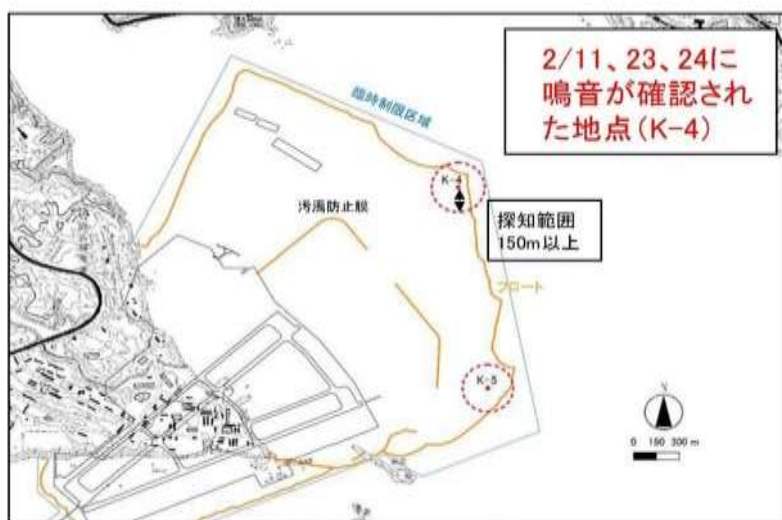 2/11、23、24に
鳴音が確認され
た地点(K-4)
臨時制限区域
K-4
汚濁防止膜
探知範囲
150m以上
フロート
K-5
N
0 150 300 m